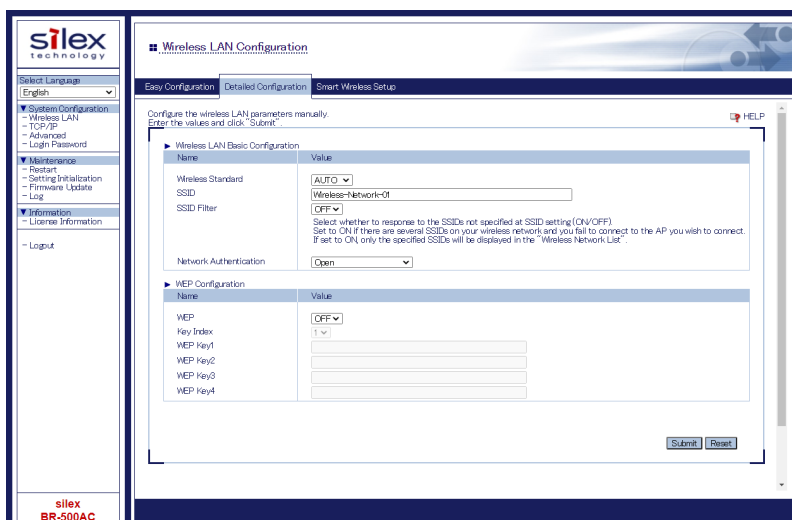 silex
technology
Select Language
English
▼ System Configuration
- Wireless LAN
- TCP/IP
- Advanced
- Login Password
▼ Maintenance
- Restart
- Setting Initialization
- Firmware Update
- Log
▼ Information
- License Information
- Logout
silex
BR-500AC
Wireless LAN Configuration
Easy Configuration Detailed Configuration Smart Wireless Setup
Configure the wireless LAN parameters manually.
Enter the values and click "Submit".
HELP
► Wireless LAN Basic Configuration
Name Value
Wireless Standard AUTO
SSID Wireless-Network-01
SSID Filter OFF
Select whether to response to the SSIDs not specified at SSID setting (ON/OFF).
Set to ON if there are several SSIDs on your wireless network and you fail to connect to the AP you wish to connect.
If set to ON, only the specified SSIDs will be displayed in the "Wireless Network List".
Network Authentication Open
► WEP Configuration
Name Value
WEP OFF
Key Index 1
WEP Key1
WEP Key2
WEP Key3
WEP Key4
Submit Reset